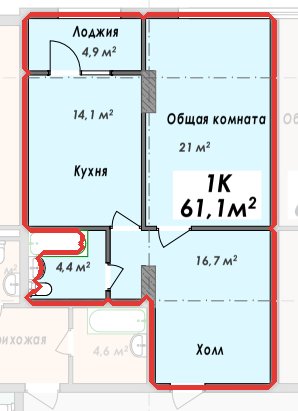 Лоджия
4,9 м²
14,1 м²
Общая комната
21 м²
Кухня
1К
61,1м²
4,4 м²
16,7 м²
рихожая
4,6 м²
Холл